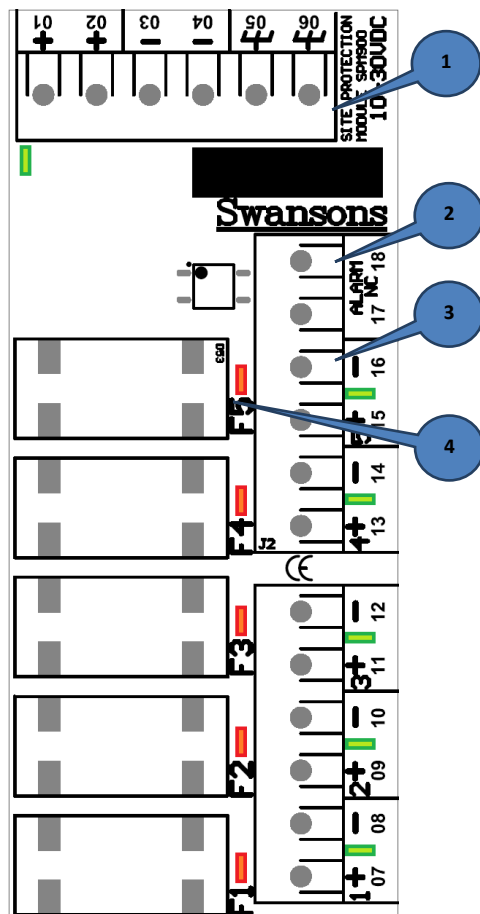 01 02 03 04 05 06
+ + - -
SITE PROTECTION
MODULE SPM900
10-30VDC
1
Swansons
2
18
ALARM
NC
17
3
D53
- 16
F5
5+ 15
4
- 14
F4
4+ 13
J2
CE
- 12
F3
3+ 11
- 10
F2
2+ 09
- 08
F1
1+ 07